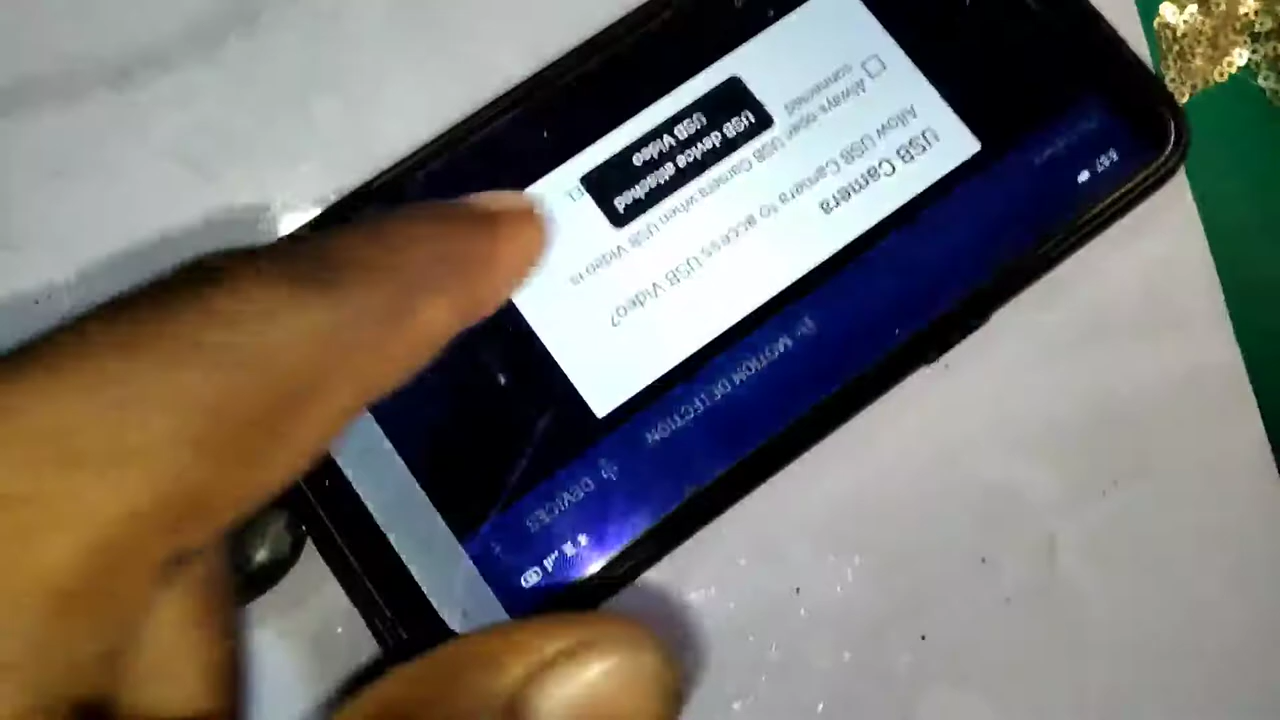 DEVICES
MOTION DETECTION
USB Camera
Allow USB Camera to access USB Video?
Always open USB Camera when USB Video is
connected
USB device attached
USB Video